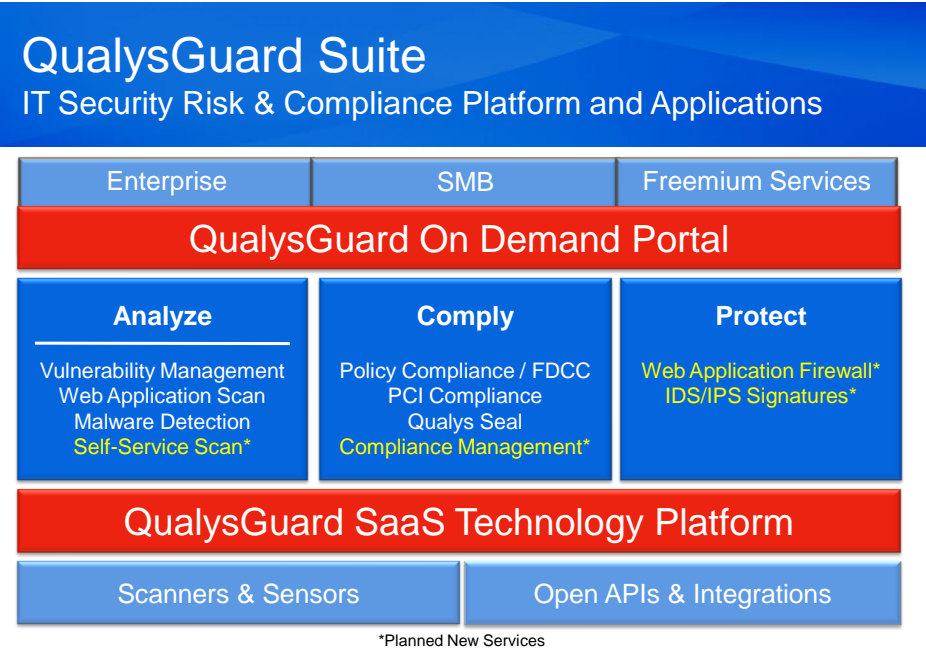 QualysGuard Suite
IT Security Risk & Compliance Platform and Applications
Enterprise
SMB
Freemium Services
QualysGuard On Demand Portal
Analyze
Vulnerability Management
Web Application Scan
Malware Detection
Self-Service Scan*
Comply
Policy Compliance / FDCC
PCI Compliance
Qualys Seal
Compliance Management*
Protect
Web Application Firewall*
IDS/IPS Signatures*
QualysGuard SaaS Technology Platform
Scanners & Sensors
Open APIs & Integrations
*Planned New Services